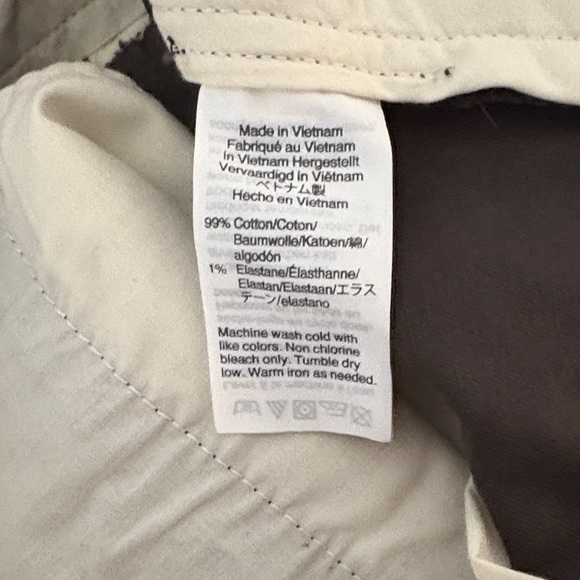 Made in Vietnam
Fabriqué au Vietnam
In Vietnam Hergestellt
Vervaardigd in Viêtnam
ベトナム製
Hecho en Vietnam
99% Cotton/Coton/
Baumwolle/Katoen/綿/
algodón
1% Elastane/Élasthanne/
Elastan/Elastaan/エラス
テーン/elastano
Machine wash cold with
like colors. Non chlorine
bleach only. Tumble dry
low. Warm iron as needed.